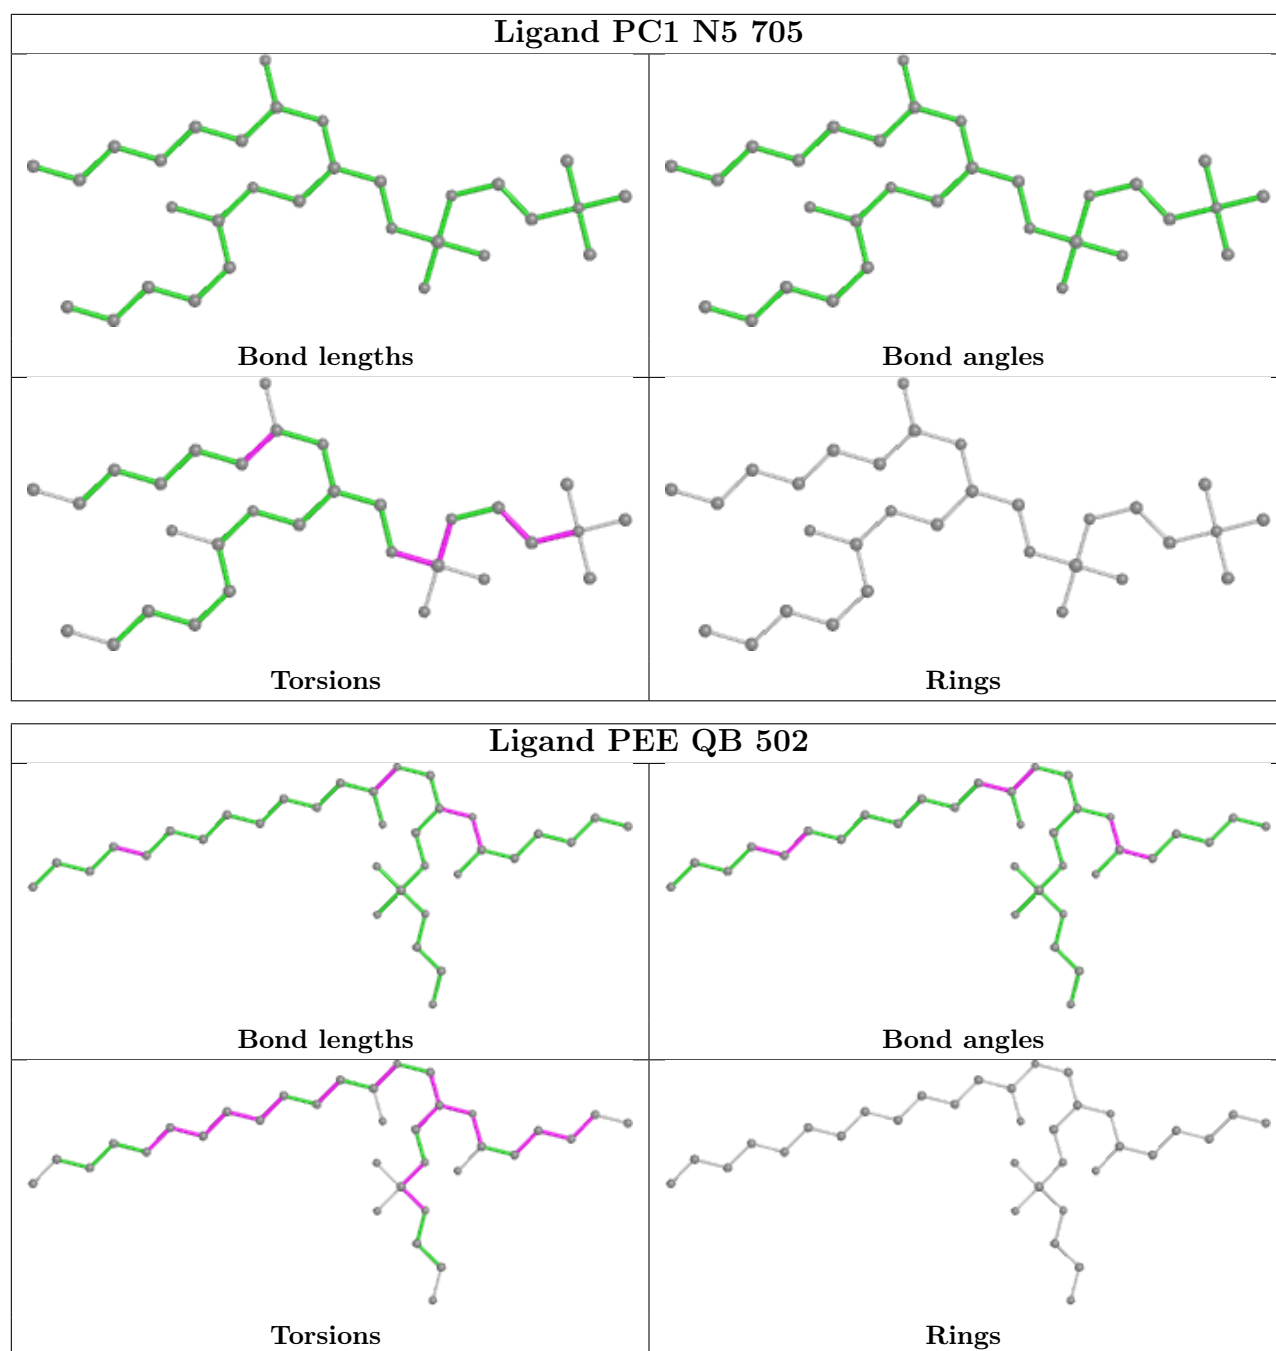 Ligand PC1 N5 705
Bond lengths
Bond angles
Torsions
Rings
Ligand PEE QB 502
Bond lengths
Bond angles
Torsions
Rings